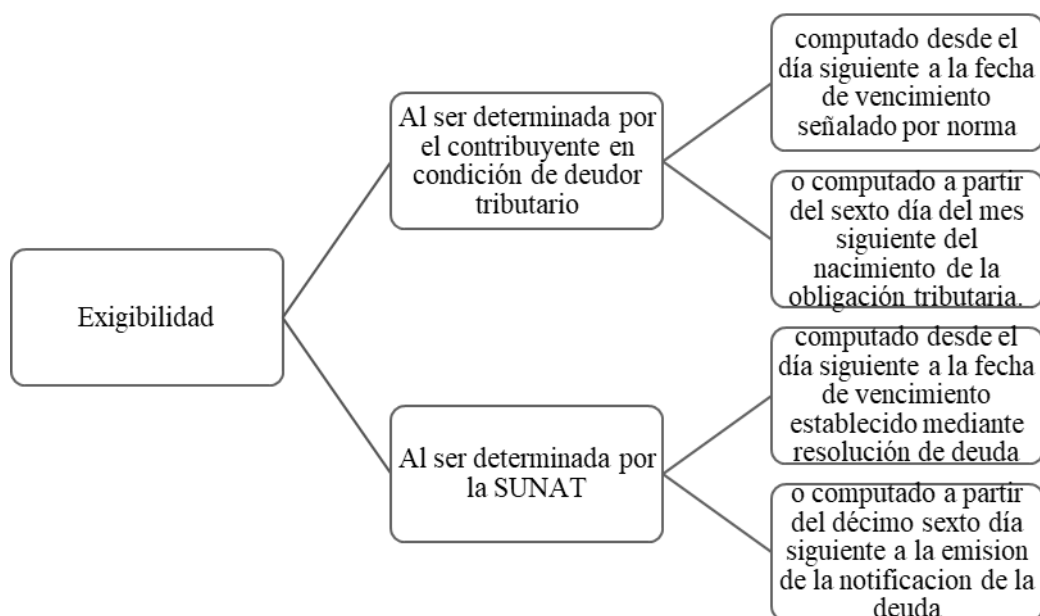 Exigibilidad
Al ser determinada por
el contribuyente en
condición de deudor
tributario
computado desde el
día siguiente a la fecha
de vencimiento
señalado por norma
o computado a partir
del sexto día del mes
siguiente del
nacimiento de la
obligación tributaria.
Al ser determinada por
la SUNAT
computado desde el
día siguiente a la fecha
de vencimiento
establecido mediante
resolución de deuda
o computado a partir
del décimo sexto día
siguiente a la emision
de la notificacion de la
deuda